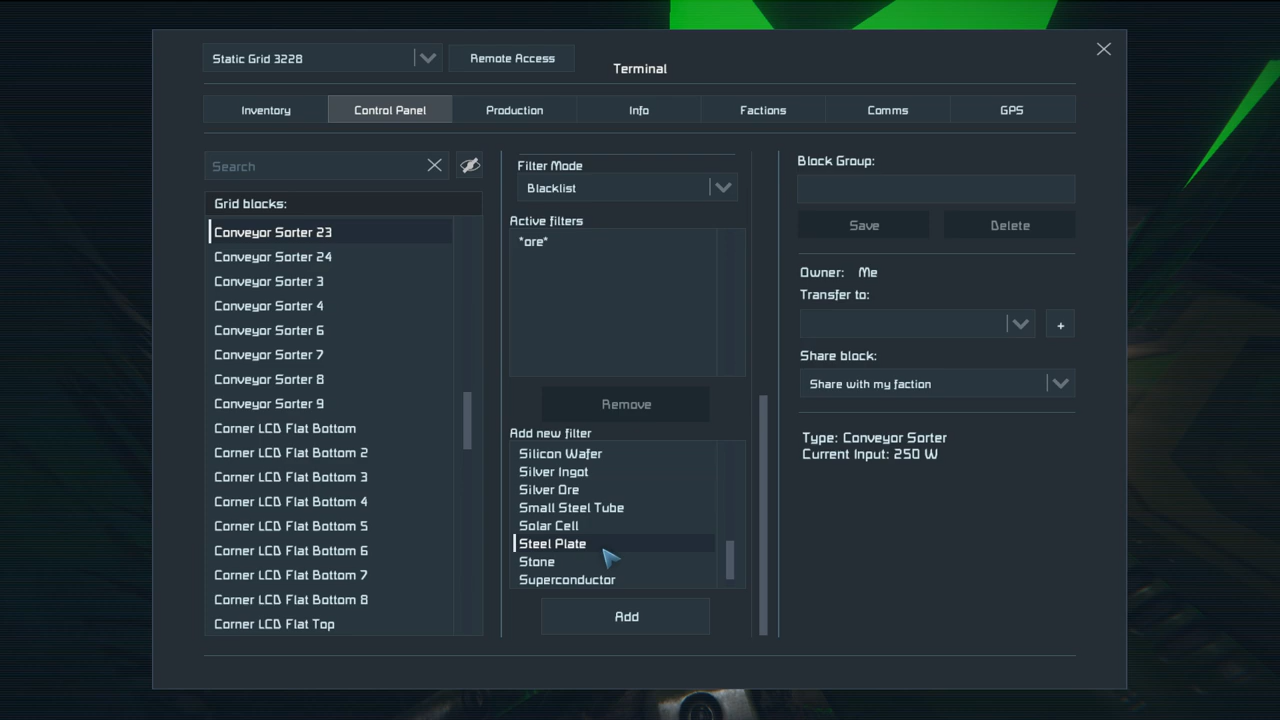 Static Grid 3228
Remote Access
Terminal
Inventory
Control Panel
Production
Info
Factions
Comms
GPS
Search
Grid blocks:
Conveyor Sorter 23
Conveyor Sorter 24
Conveyor Sorter 3
Conveyor Sorter 4
Conveyor Sorter 6
Conveyor Sorter 7
Conveyor Sorter 8
Conveyor Sorter 9
Corner LCD Flat Bottom
Corner LCD Flat Bottom 2
Corner LCD Flat Bottom 3
Corner LCD Flat Bottom 4
Corner LCD Flat Bottom 5
Corner LCD Flat Bottom 6
Corner LCD Flat Bottom 7
Corner LCD Flat Bottom 8
Corner LCD Flat Top
Filter Mode
Blacklist
Active filters
*ore*
Remove
Add new filter
Silicon Wafer
Silver Ingot
Silver Ore
Small Steel Tube
Solar Cell
Steel Plate
Stone
Superconductor
Add
Block Group:
Save
Delete
Owner: Me
Transfer to:
+
Share block:
Share with my faction
Type: Conveyor Sorter
Current Input: 250 W